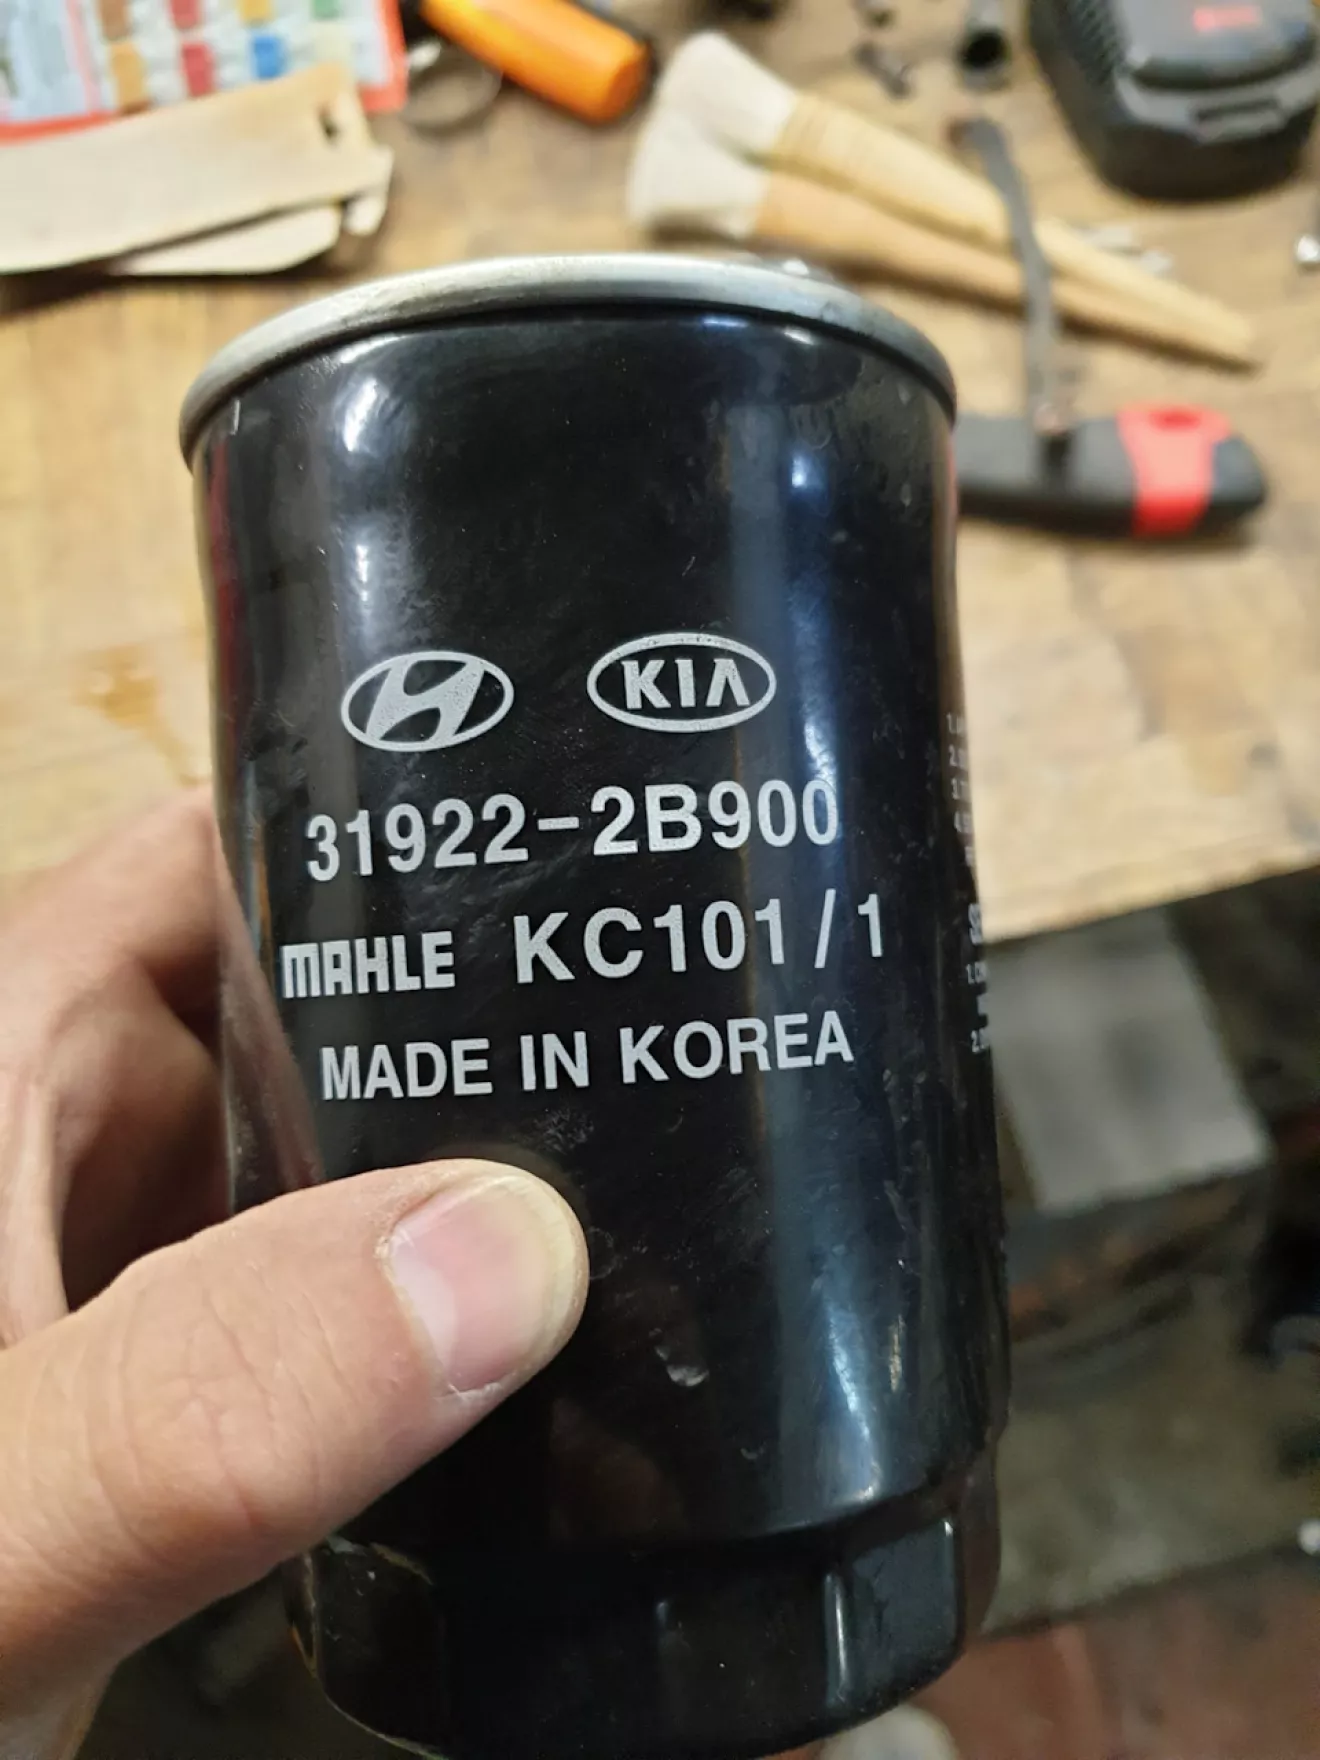 KIA
31922-2B900
MAHLE KC101/1
MADE IN KOREA